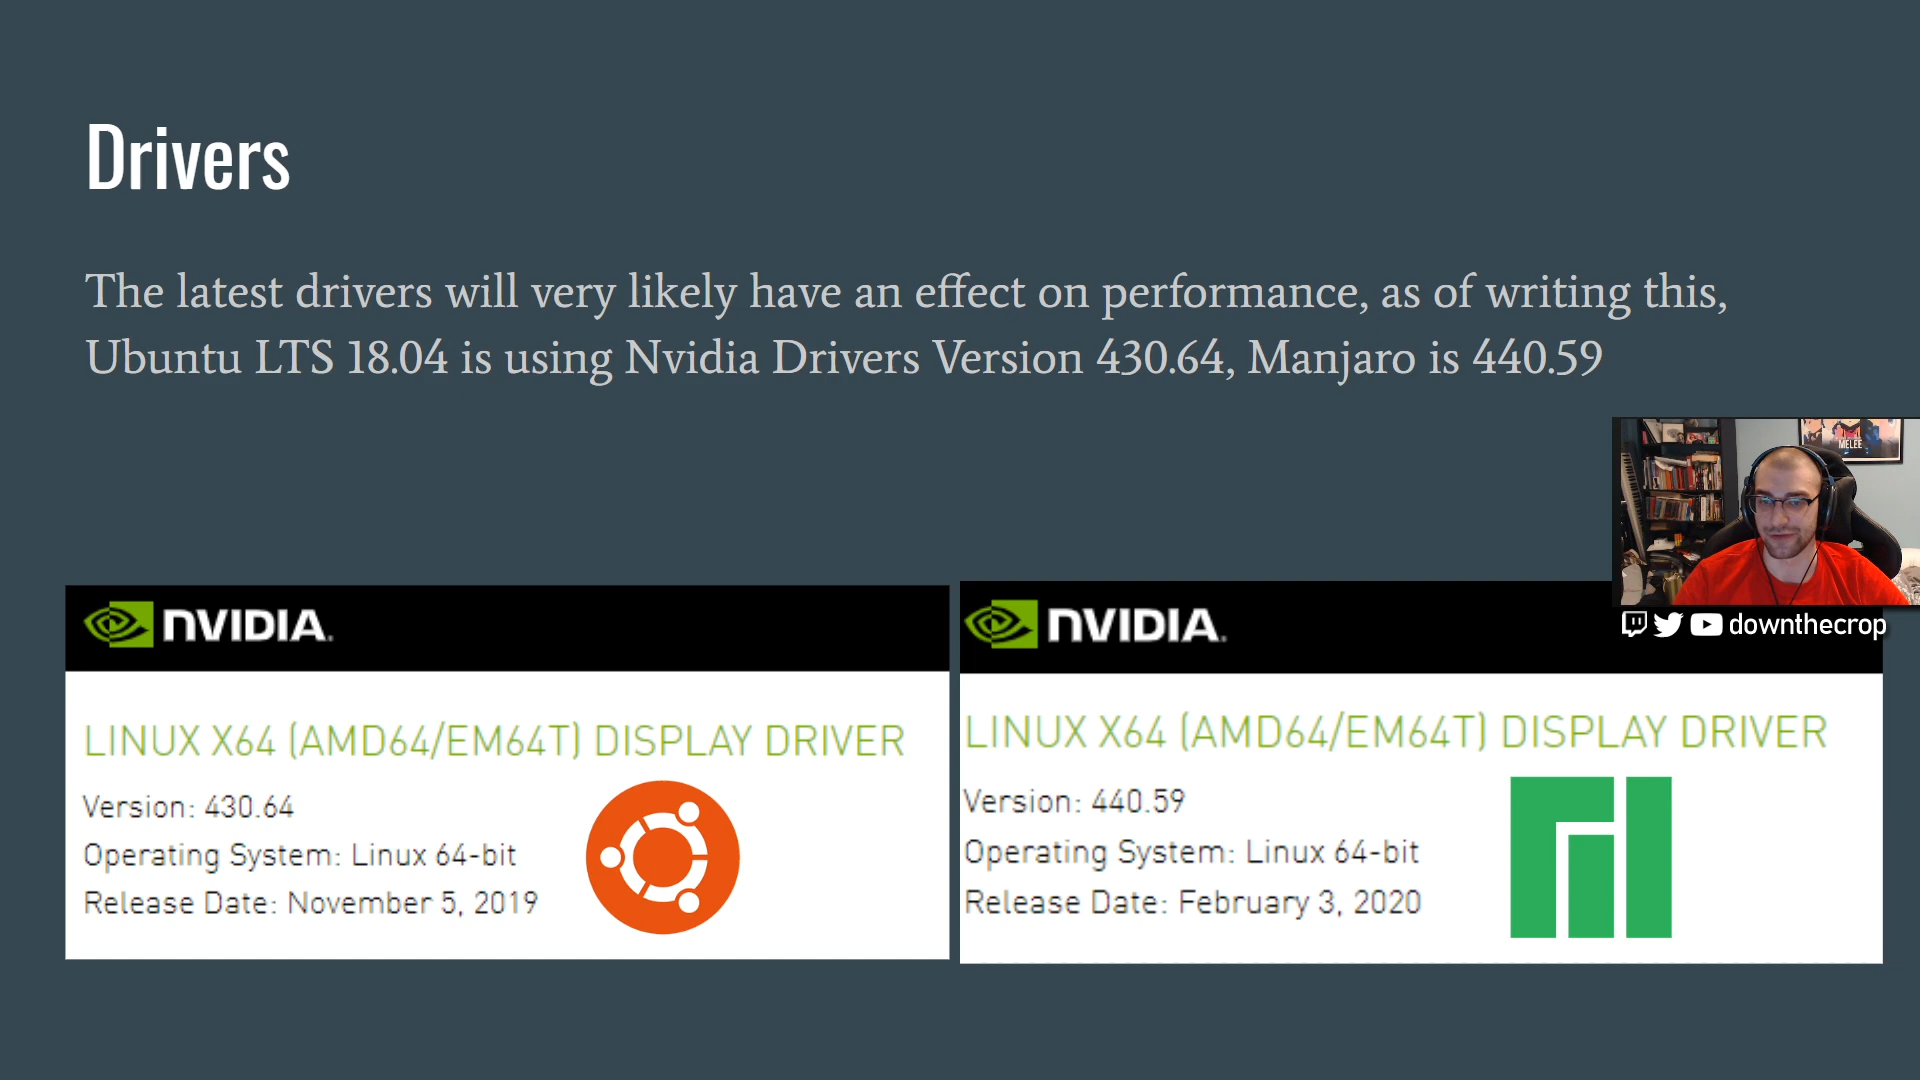 Drivers
The latest drivers will very likely have an effect on performance, as of writing this,
Ubuntu LTS 18.04 is using Nvidia Drivers Version 430.64, Manjaro is 440.59
MELEE
downthecrop
NVIDIA.
LINUX X64 (AMD64/EM64T) DISPLAY DRIVER
Version: 430.64
Operating System: Linux 64-bit
Release Date: November 5, 2019
NVIDIA.
LINUX X64 (AMD64/EM64T) DISPLAY DRIVER
Version: 440.59
Operating System: Linux 64-bit
Release Date: February 3, 2020